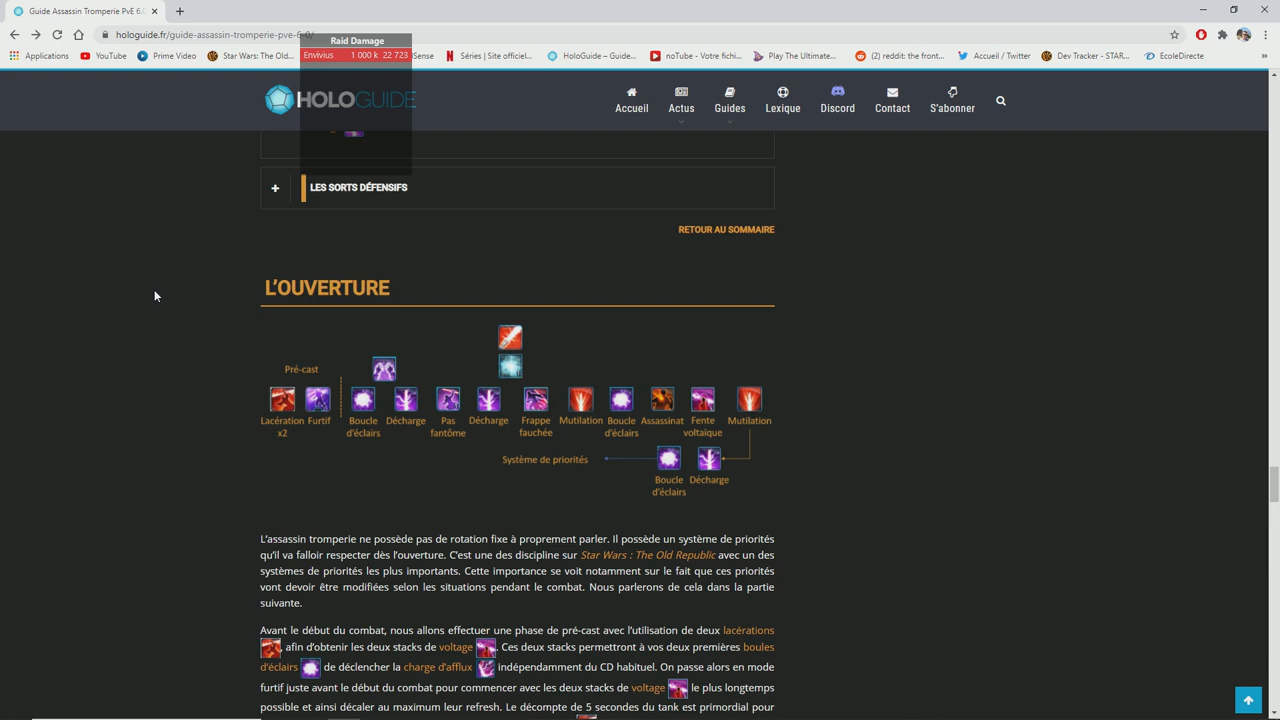 Guide Assassin Tromperie PvE 6.0
hologuide.fr/guide-assassin-tromperie-pve-6-0/
Raid Damage
Envivius 1 000 k 22 723
Applications YouTube Prime Video Star Wars: The Old... Sense Séries | Site officiel... HoloGuide – Guide... noTube - Votre fichi... Play The Ultimate... (2) reddit: the front... Accueil / Twitter Dev Tracker - STAR... EcoleDirecte »
HOLOGUIDE
Accueil Actus Guides Lexique Discord Contact S'abonner
LES SORTS DÉFENSIFS
RETOUR AU SOMMAIRE
L'OUVERTURE
Pré-cast
Lacération x2 Furtif Boucle d'éclairs Décharge Pas fantôme Décharge Frappe fauchée Mutilation Boucle d'éclairs Assassinat Fente voltaïque Mutilation
Système de priorités
Boucle d'éclairs Décharge
L'assassin tromperie ne possède pas de rotation fixe à proprement parler. Il possède un système de priorités
qu'il va falloir respecter dès l'ouverture. C'est une des discipline sur Star Wars : The Old Republic avec un des
systèmes de priorités les plus importants. Cette importance se voit notamment sur le fait que ces priorités
vont devoir être modifiées selon les situations pendant le combat. Nous parlerons de cela dans la partie
suivante.
Avant le début du combat, nous allons effectuer une phase de pré-cast avec l'utilisation de deux lacérations
, afin d'obtenir les deux stacks de voltage . Ces deux stacks permettront à vos deux premières boules
d'éclairs de déclencher la charge d'afflux indépendamment du CD habituel. On passe alors en mode
furtif juste avant le début du combat pour commencer avec les deux stacks de voltage le plus longtemps
possible et ainsi décaler au maximum leur refresh. Le décompte de 5 secondes du tank est primordial pour